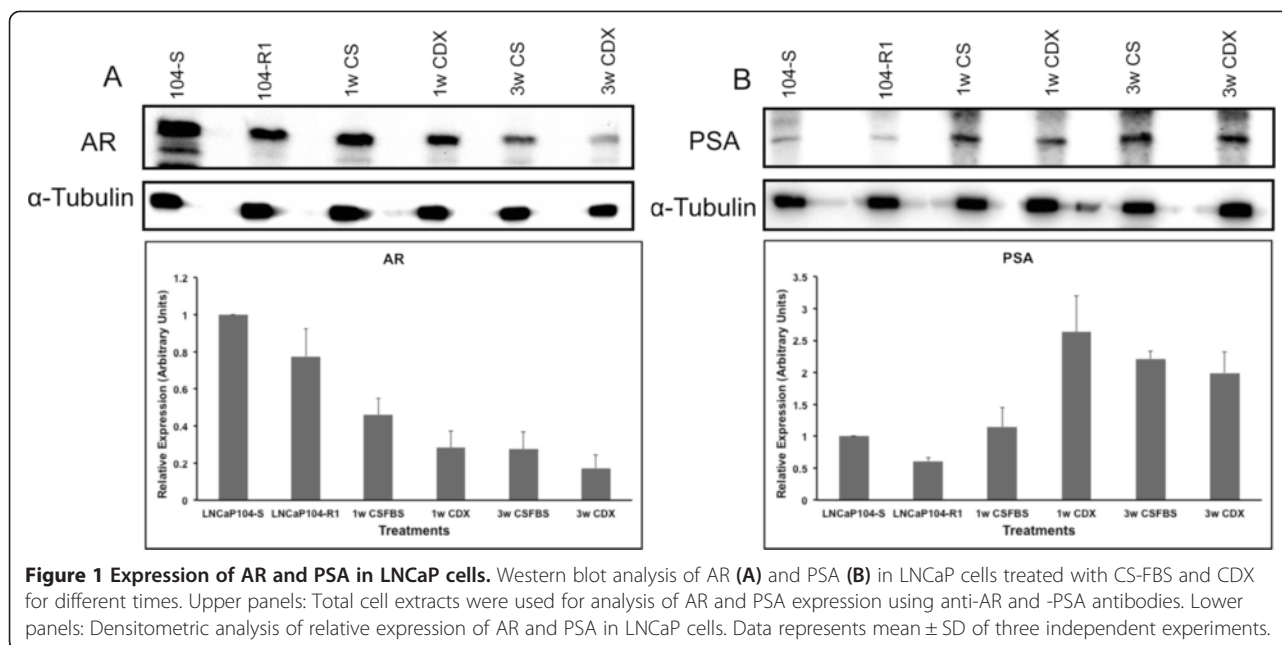 A
104-S
104-R1
1w CS
1w CDX
3w CS
3w CDX
AR
α-Tubulin
AR
Relative Expression (Arbitrary Units)
1.2
1
0.8
0.6
0.4
0.2
0
LNCaP104-S LNCaP104-R1 1w CSFBS 1w CDX 3w CSFBS 3w CDX
Treatments
B
104-S
104-R1
1w CS
1w CDX
3w CS
3w CDX
PSA
α-Tubulin
PSA
Relative Expression (Arbitrary Units)
3.5
3
2.5
2
1.5
1
0.5
0
LNCaP104-S LNCaP104-R1 1w CSFBS 1w CDX 3w CSFBS 3w CDX
Treatments
Figure 1 Expression of AR and PSA in LNCaP cells. Western blot analysis of AR (A) and PSA (B) in LNCaP cells treated with CS-FBS and CDX
for different times. Upper panels: Total cell extracts were used for analysis of AR and PSA expression using anti-AR and -PSA antibodies. Lower
panels: Densitometric analysis of relative expression of AR and PSA in LNCaP cells. Data represents mean ± SD of three independent experiments.